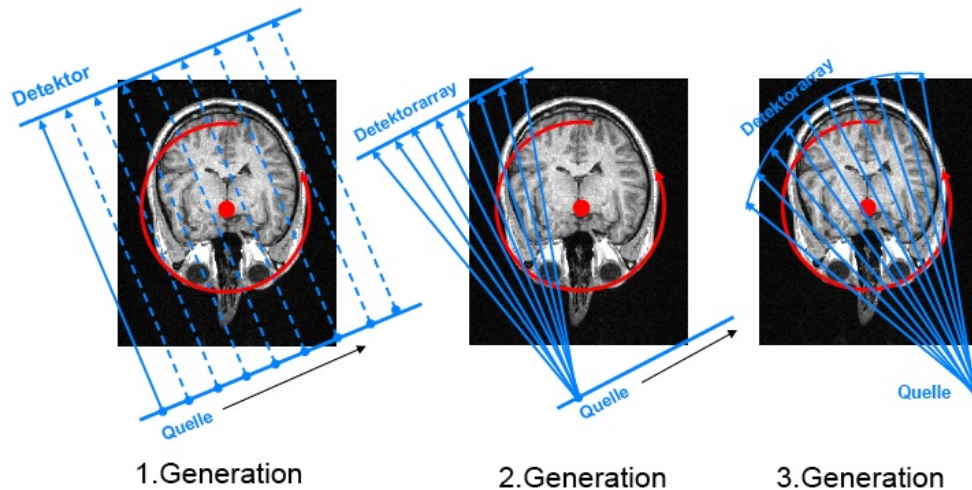 Detektor
Quelle
1.Generation
Detektorarray
Quelle
2.Generation
Detektorarray
Quelle
3.Generation